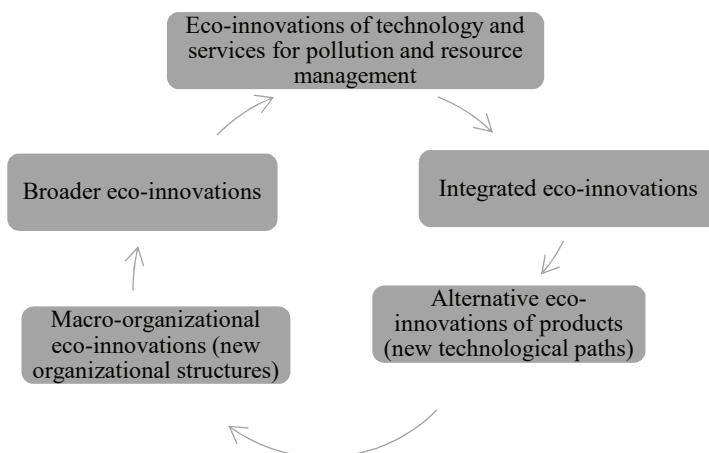 Eco-innovations of technology and
services for pollution and resource
management
Integrated eco-innovations
Alternative eco-
innovations of products
(new technological paths)
Macro-organizational
eco-innovations (new
organizational structures)
Broader eco-innovations